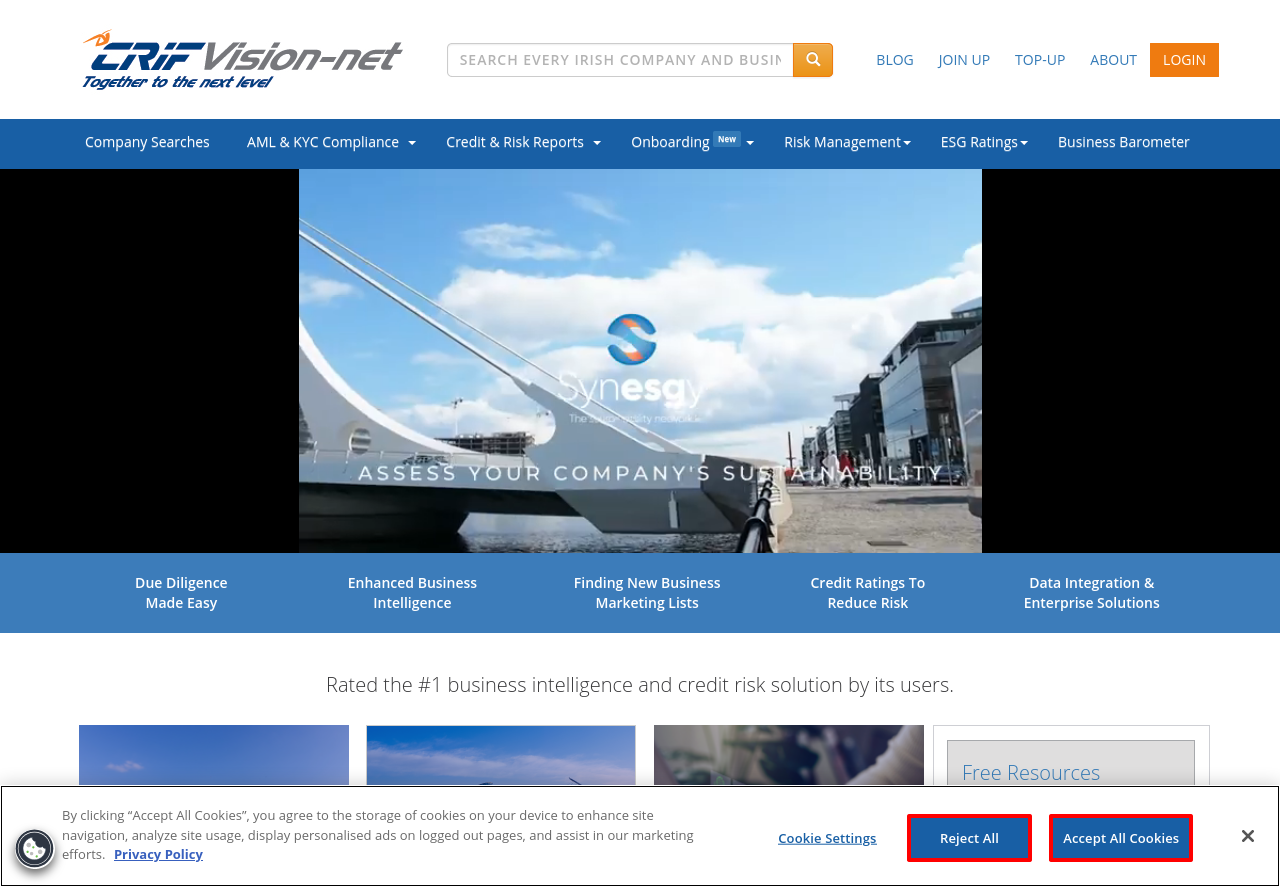 CRIF Vision-net
Together to the next level
SEARCH EVERY IRISH COMPANY AND BUSIN
BLOG JOIN UP TOP-UP ABOUT LOGIN
Company Searches AML & KYC Compliance Credit & Risk Reports Onboarding New Risk Management ESG Ratings Business Barometer
Synesgy
The sustainability network
ASSESS YOUR COMPANY'S SUSTAINABILITY
Due Diligence
Made Easy
Enhanced Business
Intelligence
Finding New Business
Marketing Lists
Credit Ratings To
Reduce Risk
Data Integration &
Enterprise Solutions
Rated the #1 business intelligence and credit risk solution by its users.
Free Resources
By clicking “Accept All Cookies”, you agree to the storage of cookies on your device to enhance site
navigation, analyze site usage, display personalised ads on logged out pages, and assist in our marketing
efforts. Privacy Policy
Cookie Settings
Reject All
Accept All Cookies